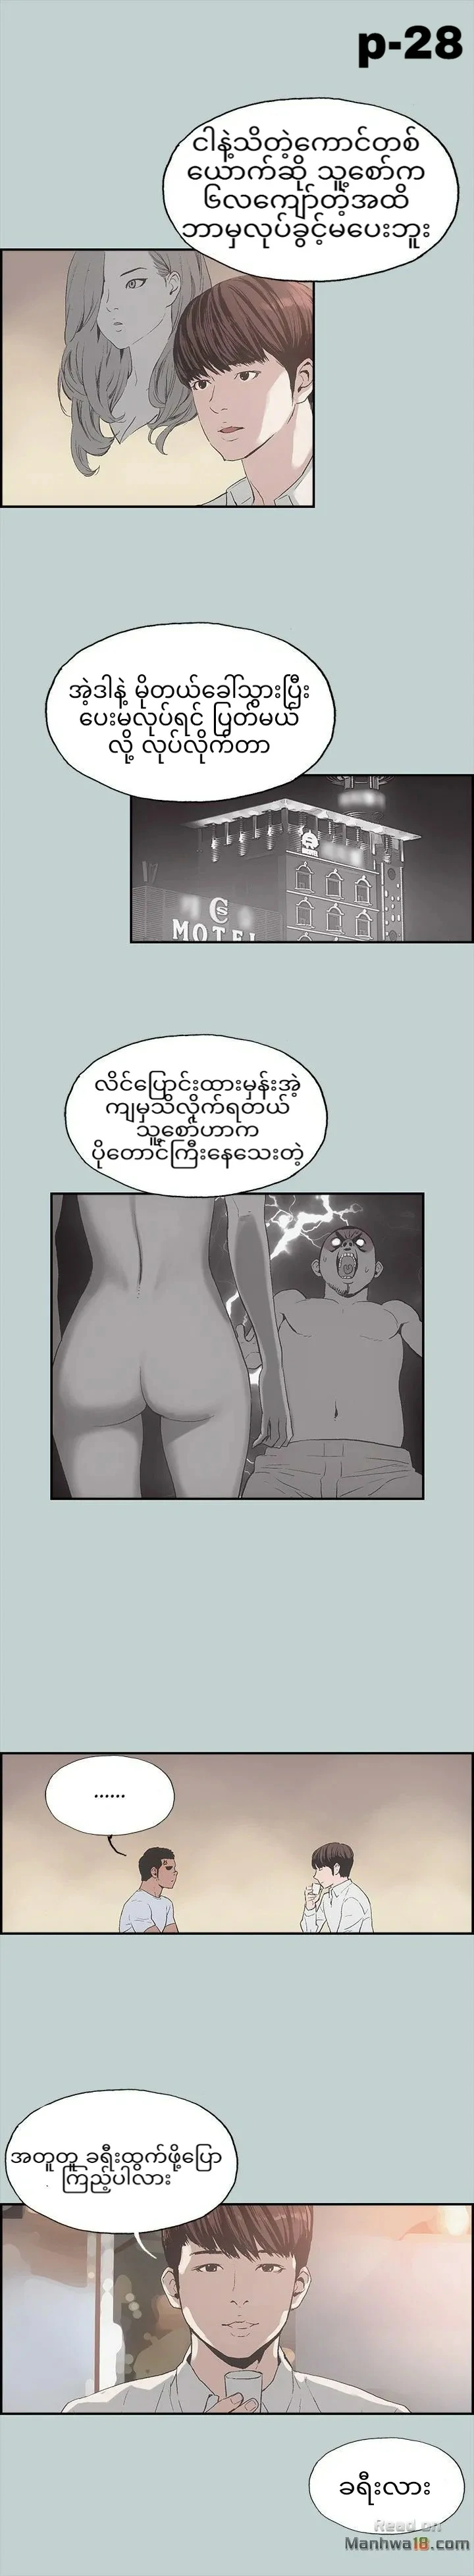 p-28
ငါနဲ့သိတဲ့ကောင်တစ်
ယောက်ဆို သူ့စော်က
၆လကျော်တဲ့အထိ
ဘာမှလုပ်ခွင့်မပေးဘူး
အဲ့ဒါနဲ့ မိုတယ်ခေါ်သွားပြီး
ပေးမလုပ်ရင် ပြတ်မယ်
လို့ လုပ်လိုက်တာ
CS
MOTEL
လိင်ပြောင်းထားမှန်းအဲ့
ကျမှသိလိုက်ရတယ်
သူ့စော်ဟာက
ပိုတောင်ကြီးနေသေးတဲ့
......
အတူတူ ခရီးထွက်ဖို့ပြော
ကြည့်ပါလား
ခရီးလား
Read on
Manhwa18.com